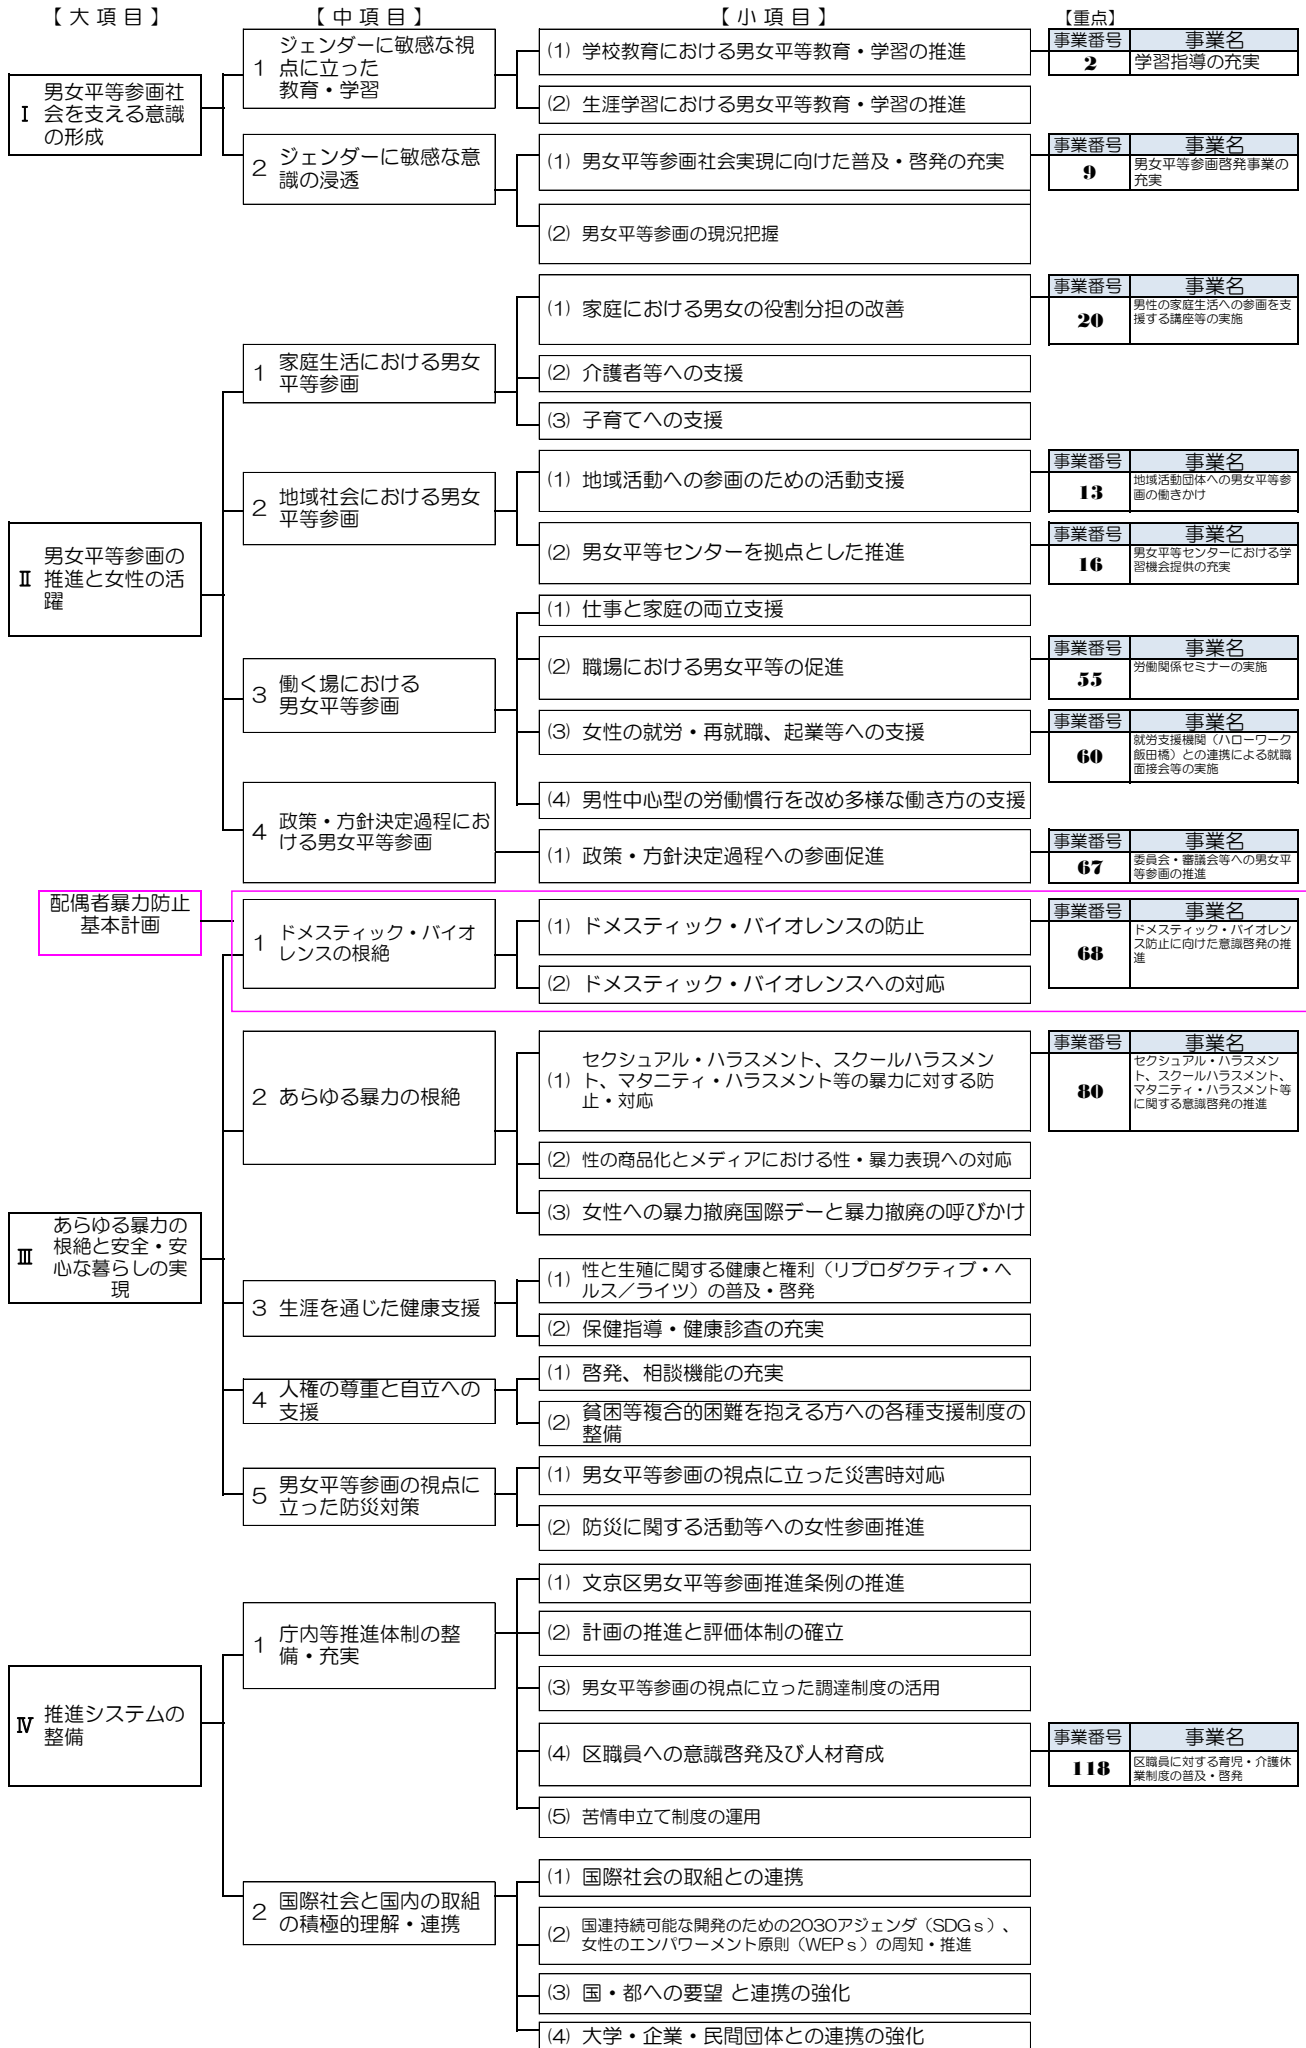 【大項目】
【中項目】
【小項目】
【重点】
Ⅰ
男女平等参画社
会を支える意識
の形成
1
ジェンダーに敏感な視
点に立った
教育・学習
(1) 学校教育における男女平等教育・学習の推進
事業番号 事業名
2 学習指導の充実
(2) 生涯学習における男女平等教育・学習の推進
2
ジェンダーに敏感な意
識の浸透
(1) 男女平等参画社会実現に向けた普及・啓発の充実
事業番号 事業名
9
男女平等参画啓発事業の
充実
(2) 男女平等参画の現況把握
Ⅱ
男女平等参画の
推進と女性の活
躍
1
家庭生活における男女
平等参画
(1) 家庭における男女の役割分担の改善
事業番号 事業名
20
男性の家庭生活への参画を支
援する講座等の実施
(2) 介護者等への支援
(3) 子育てへの支援
2
地域社会における男女
平等参画
(1) 地域活動への参画のための活動支援
事業番号 事業名
13
地域活動団体への男女平等参
画の働きかけ
(2) 男女平等センターを拠点とした推進
事業番号 事業名
16
男女平等センターにおける学
習機会提供の充実
3
働く場における
男女平等参画
(1) 仕事と家庭の両立支援
(2) 職場における男女平等の促進
事業番号 事業名
55
労働関係セミナーの実施
(3) 女性の就労・再就職、起業等への支援
事業番号 事業名
60
就労支援機関（ハローワーク
飯田橋）との連携による就職
面接会等の実施
(4) 男性中心型の労働慣行を改め多様な働き方の支援
4
政策・方針決定過程にお
ける男女平等参画
(1) 政策・方針決定過程への参画促進
事業番号 事業名
67
委員会・審議会等への男女平
等参画の推進
配偶者暴力防止
基本計画
1
ドメスティック・バイオ
レンスの根絶
(1) ドメスティック・バイオレンスの防止
事業番号 事業名
68
ドメスティック・バイオレン
ス防止に向けた意識啓発の推
進
(2) ドメスティック・バイオレンスへの対応
Ⅲ
あらゆる暴力の
根絶と安全・安
心な暮らしの実
現
2 あらゆる暴力の根絶
(1)
セクシュアル・ハラスメント、スクールハラスメン
ト、マタニティ・ハラスメント等の暴力に対する防
止・対応
事業番号 事業名
80
セクシュアル・ハラスメン
ト、スクールハラスメント、
マタニティ・ハラスメント等
に関する意識啓発の推進
(2) 性の商品化とメディアにおける性・暴力表現への対応
(3) 女性への暴力撤廃国際デーと暴力撤廃の呼びかけ
3 生涯を通じた健康支援
(1)
性と生殖に関する健康と権利（リプロダクティブ・ヘ
ルス／ライツ）の普及・啓発
(2) 保健指導・健康診査の充実
4
人権の尊重と自立への
支援
(1) 啓発、相談機能の充実
(2)
貧困等複合的困難を抱える方への各種支援制度の
整備
5
男女平等参画の視点に
立った防災対策
(1) 男女平等参画の視点に立った災害時対応
(2) 防災に関する活動等への女性参画推進
Ⅳ
推進システムの
整備
1
庁内等推進体制の整
備・充実
(1) 文京区男女平等参画推進条例の推進
(2) 計画の推進と評価体制の確立
(3) 男女平等参画の視点に立った調達制度の活用
(4) 区職員への意識啓発及び人材育成
事業番号 事業名
118
区職員に対する育児・介護休
業制度の普及・啓発
(5) 苦情申立て制度の運用
2
国際社会と国内の取組
の積極的理解・連携
(1) 国際社会の取組との連携
(2)
国連持続可能な開発のための2030アジェンダ（SDGｓ）、
女性のエンパワーメント原則（WEPｓ）の周知・推進
(3) 国・都への要望 と連携の強化
(4) 大学・企業・民間団体との連携の強化